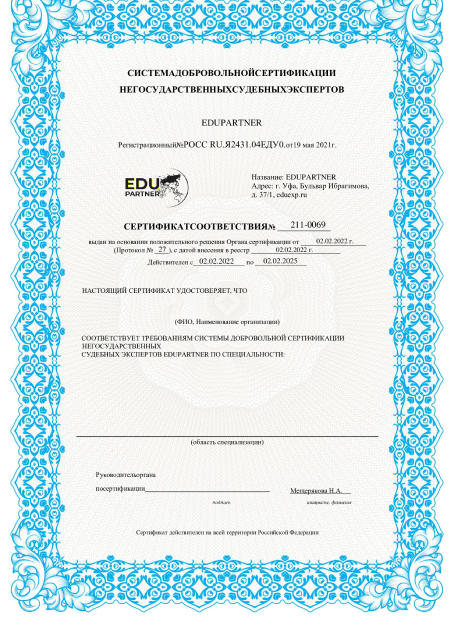 СИСТЕМАДОБРОВОЛЬНОЙСЕРТИФИКАЦИИ
НЕГОСУДАРСТВЕННЫХСУДЕБНЫХЭКСПЕРТОВ
EDUPARTNER
Регистрационный№РОСС RU.Я2431.04ЕДУ0.от19 мая 2021г.
EDU
PARTNER
Название: EDUPARTNER
Адрес: г. Уфа, Бульвар Ибрагимова,
д. 37/1, eduexp.ru
СЕРТИФИКАТСООТВЕТСТВИЯ№ 211-0069
выдан на основании положительного решения Органа сертификации от 02.02.2022 г.
(Протокол № 27 ), с датой внесения в реестр 02.02.2022 г.
Действителен с 02.02.2022 по 02.02.2025
НАСТОЯЩИЙ СЕРТИФИКАТ УДОСТОВЕРЯЕТ, ЧТО
(ФИО, Наименование организации)
СООТВЕТСТВУЕТ ТРЕБОВАНИЯМ СИСТЕМЫ ДОБРОВОЛЬНОЙ СЕРТИФИКАЦИИ
НЕГОСУДАРСТВЕННЫХ
СУДЕБНЫХ ЭКСПЕРТОВ EDUPARTNER ПО СПЕЦИАЛЬНОСТИ:
(область специализации)
Руководительоргана
посертификации
Мещерякова Н.А.
подпись
инициалы, фамилия
Сертификат действителен на всей территории Российской Федерации